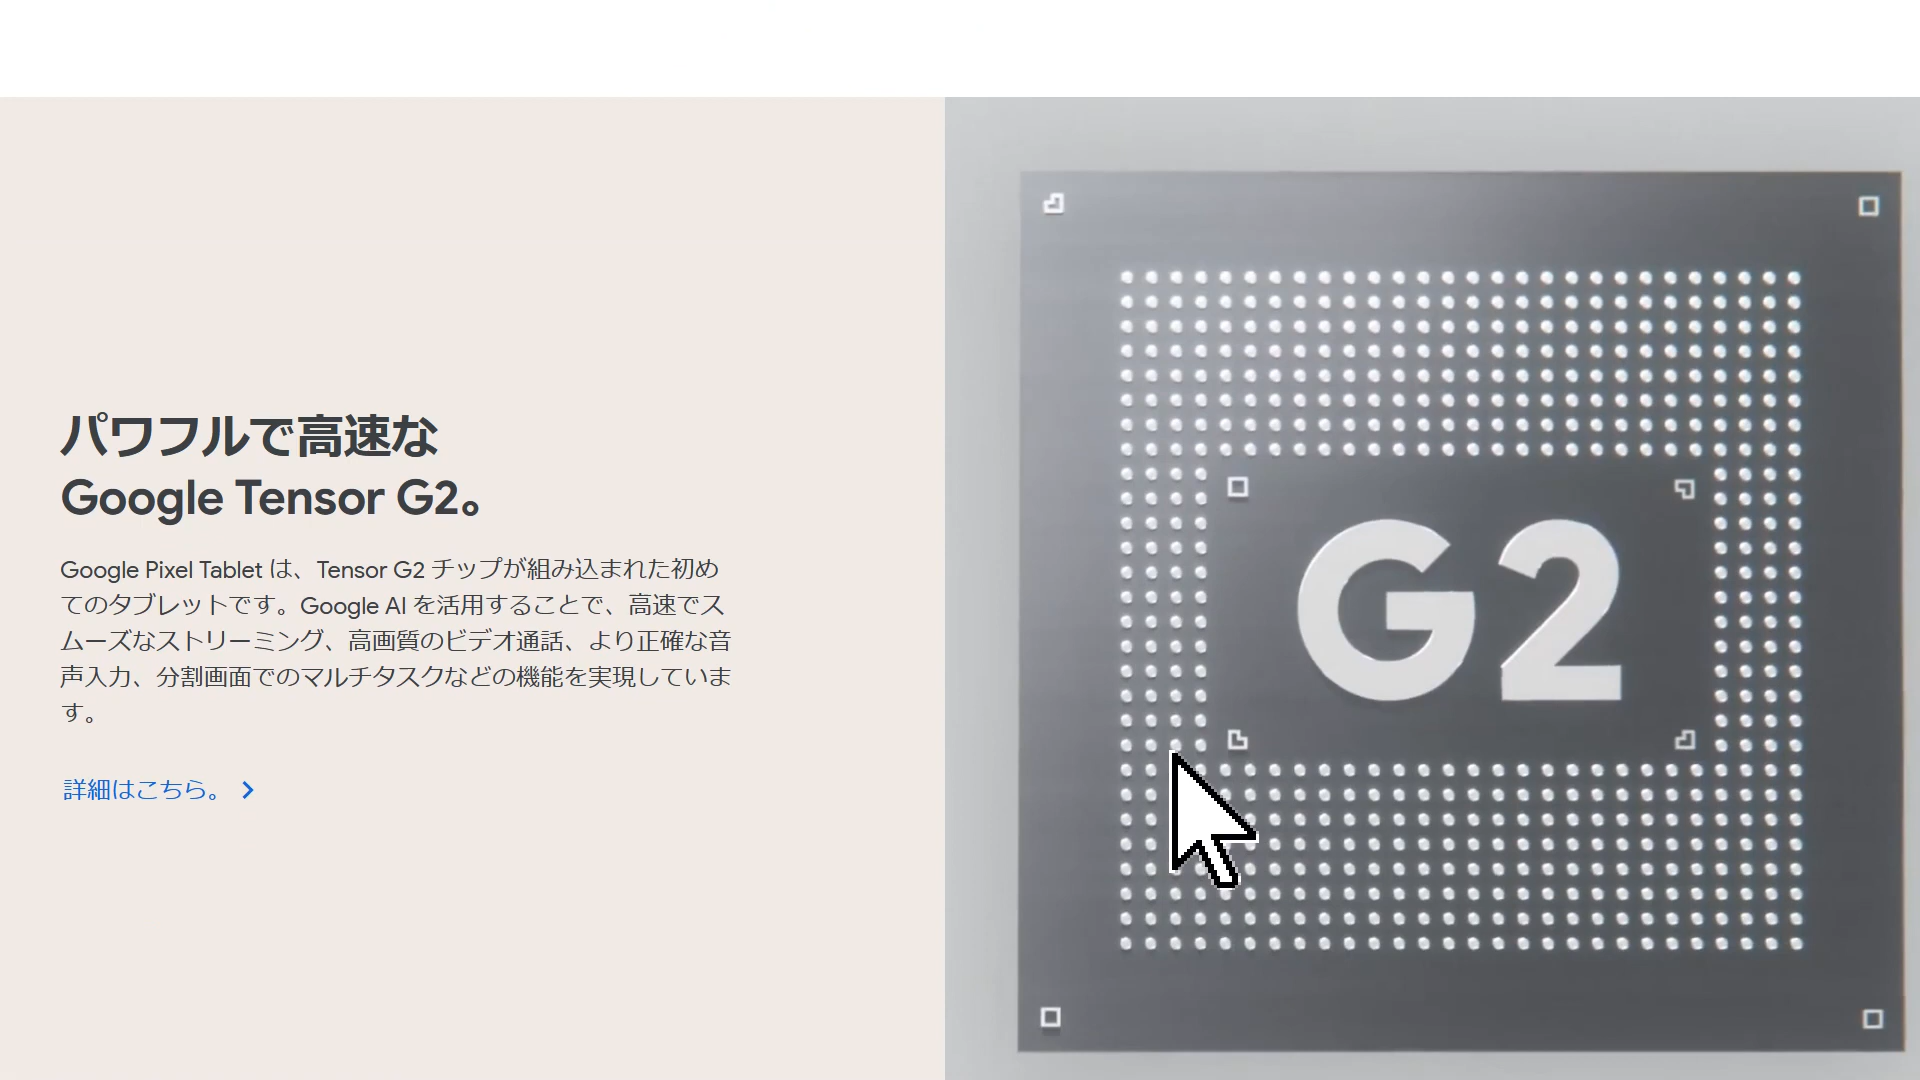 パワフルで高速な
Google Tensor G2。
Google Pixel Tablet は、Tensor G2 チップが組み込まれた初め
てのタブレットです。Google AI を活用することで、高速でス
ムーズなストリーミング、高画質のビデオ通話、より正確な音
声入力、分割画面でのマルチタスクなどの機能を実現していま
す。
詳細はこちら。
G2